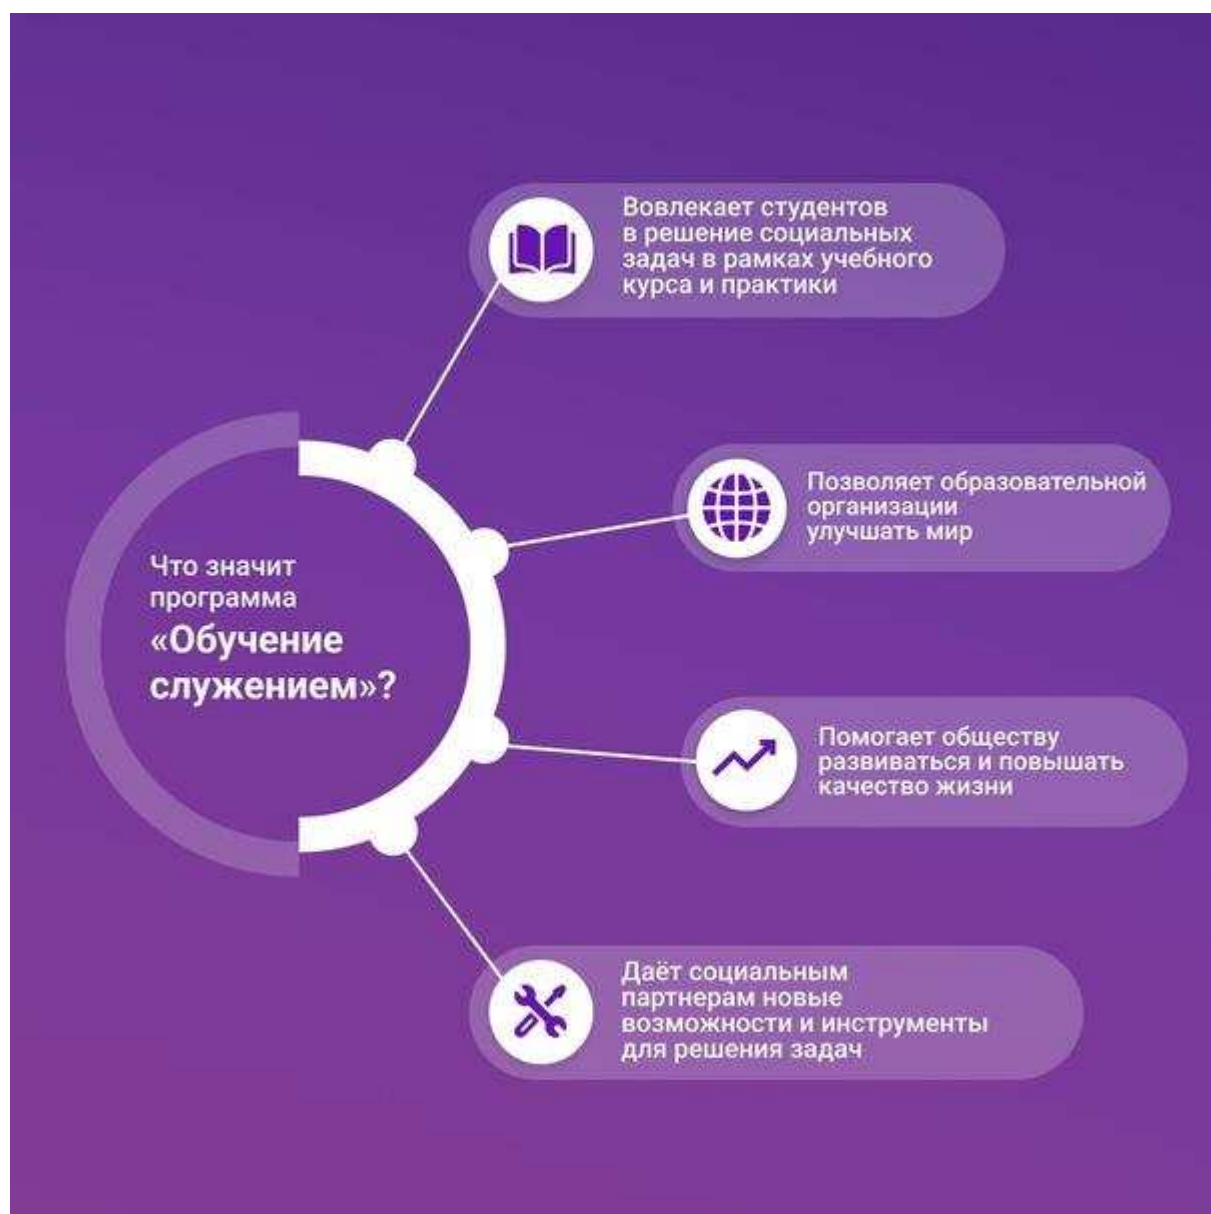 Что значит
программа
«Обучение
служением»?
Вовлекает студентов
в решение социальных
задач в рамках учебного
курса и практики
Позволяет образовательной
организации
улучшать мир
Помогает обществу
развиваться и повышать
качество жизни
Даёт социальным
партнерам новые
возможности и инструменты
для решения задач